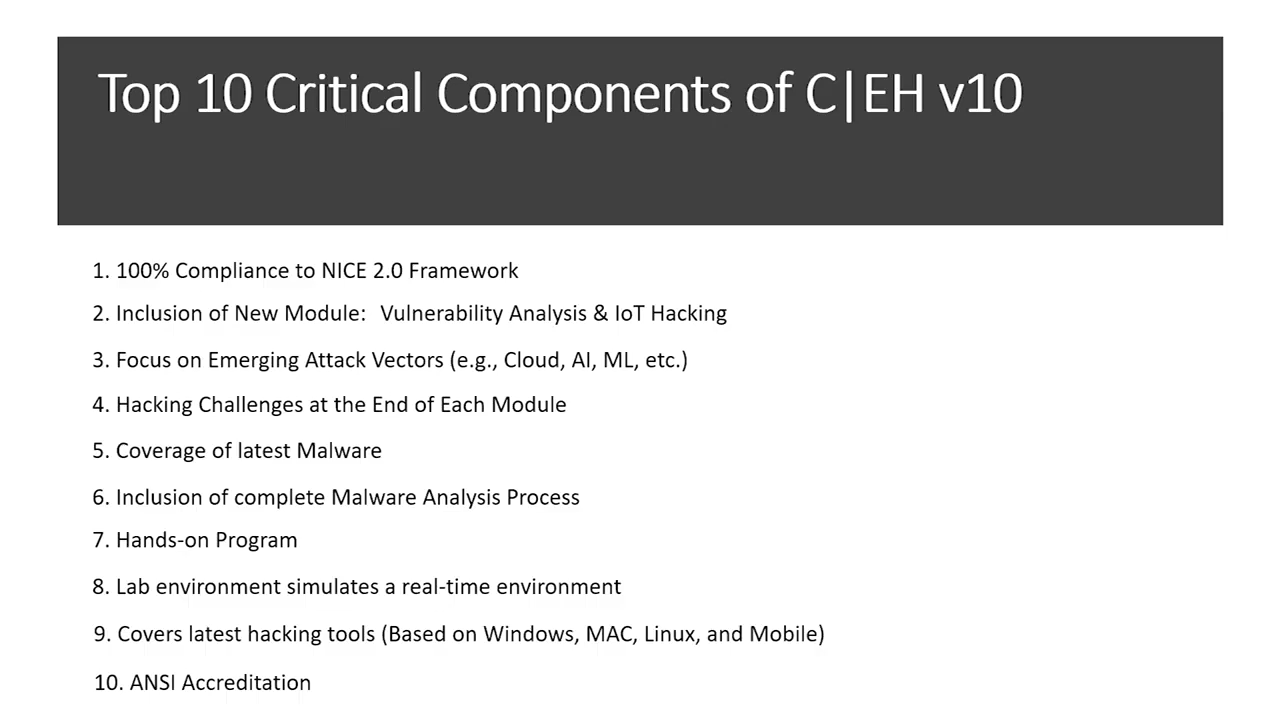 Top 10 Critical Components of C|EH v10
1. 100% Compliance to NICE 2.0 Framework
2. Inclusion of New Module: Vulnerability Analysis & IoT Hacking
3. Focus on Emerging Attack Vectors (e.g., Cloud, AI, ML, etc.)
4. Hacking Challenges at the End of Each Module
5. Coverage of latest Malware
6. Inclusion of complete Malware Analysis Process
7. Hands-on Program
8. Lab environment simulates a real-time environment
9. Covers latest hacking tools (Based on Windows, MAC, Linux, and Mobile)
10. ANSI Accreditation